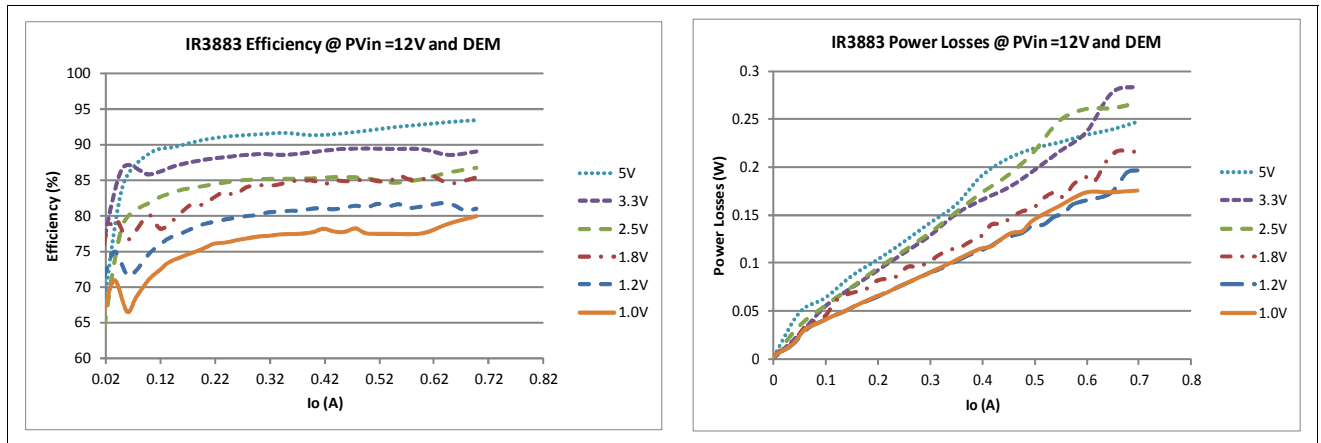 IR3883 Efficiency @ PVin =12V and DEM
Efficiency (%)
100
95
90
85
80
75
70
65
60
0.02 0.12 0.22 0.32 0.42 0.52 0.62 0.72 0.82
Io (A)
5V
3.3V
2.5V
1.8V
1.2V
1.0V
IR3883 Power Losses @ PVin =12V and DEM
Power Losses (W)
0.3
0.25
0.2
0.15
0.1
0.05
0
0 0.1 0.2 0.3 0.4 0.5 0.6 0.7 0.8
Io (A)
5V
3.3V
2.5V
1.8V
1.2V
1.0V